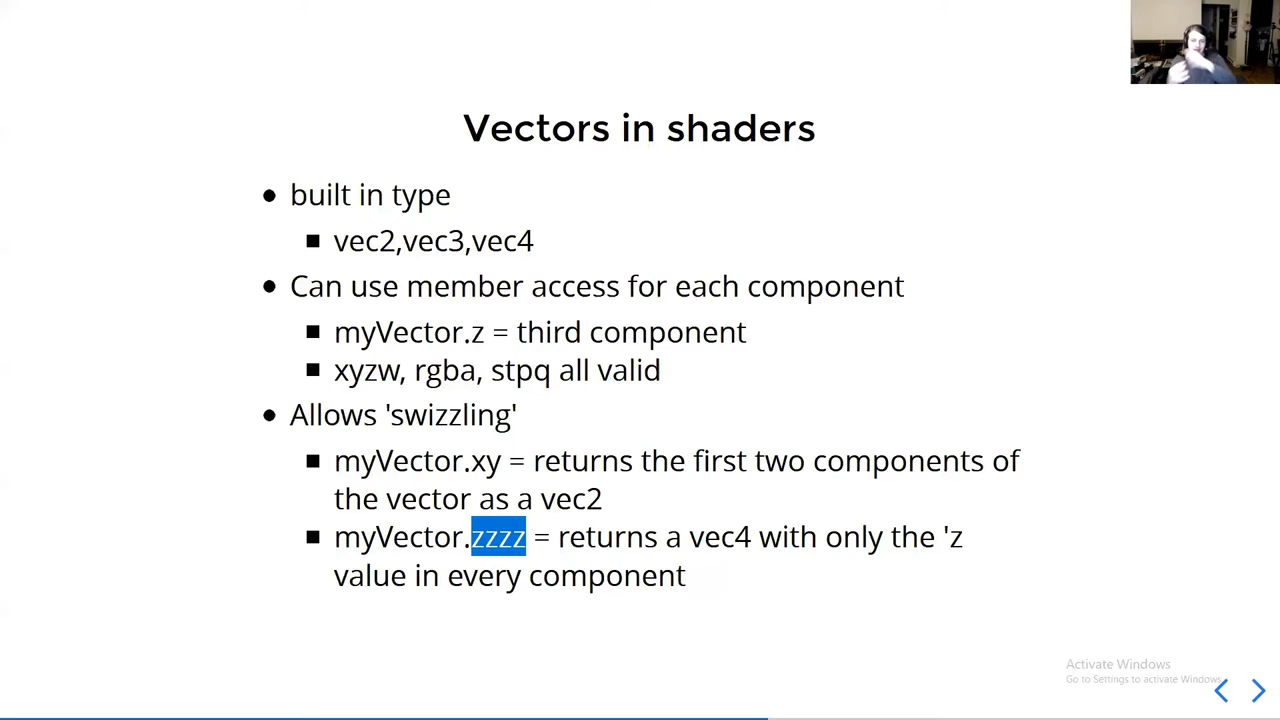 Vectors in shaders
built in type
vec2,vec3,vec4
Can use member access for each component
myVector.z = third component
xyzw, rgba, stpq all valid
Allows 'swizzling'
myVector.xy = returns the first two components of
the vector as a vec2
myVector.zzzz = returns a vec4 with only the 'z
value in every component
Activate Windows
Go to Settings to activate Windows.